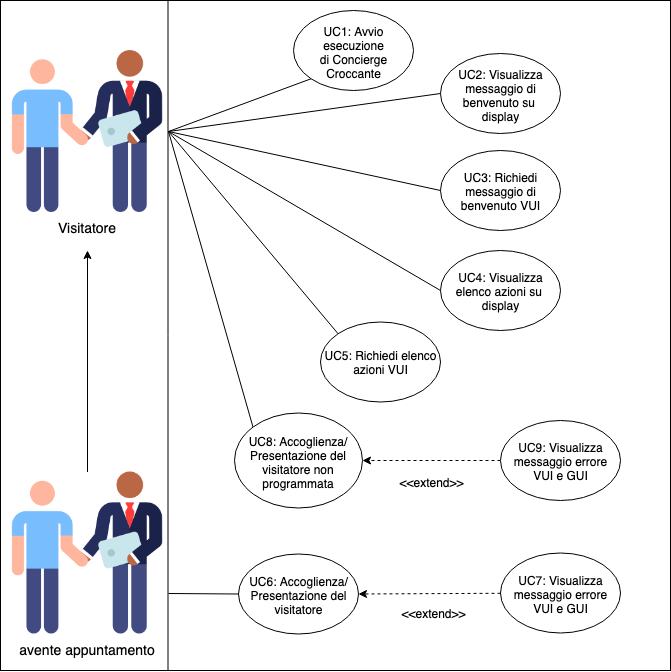 UC1: Avvio
esecuzione
di Concierge
Croccante
UC2: Visualizza
messaggio di
benvenuto su
display
UC3: Richiedi
messaggio di
benvenuto VUI
Visitatore
UC4: Visualizza
elenco azioni su
display
UC5: Richiedi elenco
azioni VUI
UC8: Accoglienza/
Presentazione del
visitatore non
programmata
<<extend>>
UC9: Visualizza
messaggio errore
VUI e GUI
UC6: Accoglienza/
Presentazione del
visitatore
<<extend>>
UC7: Visualizza
messaggio errore
VUI e GUI
avente appuntamento